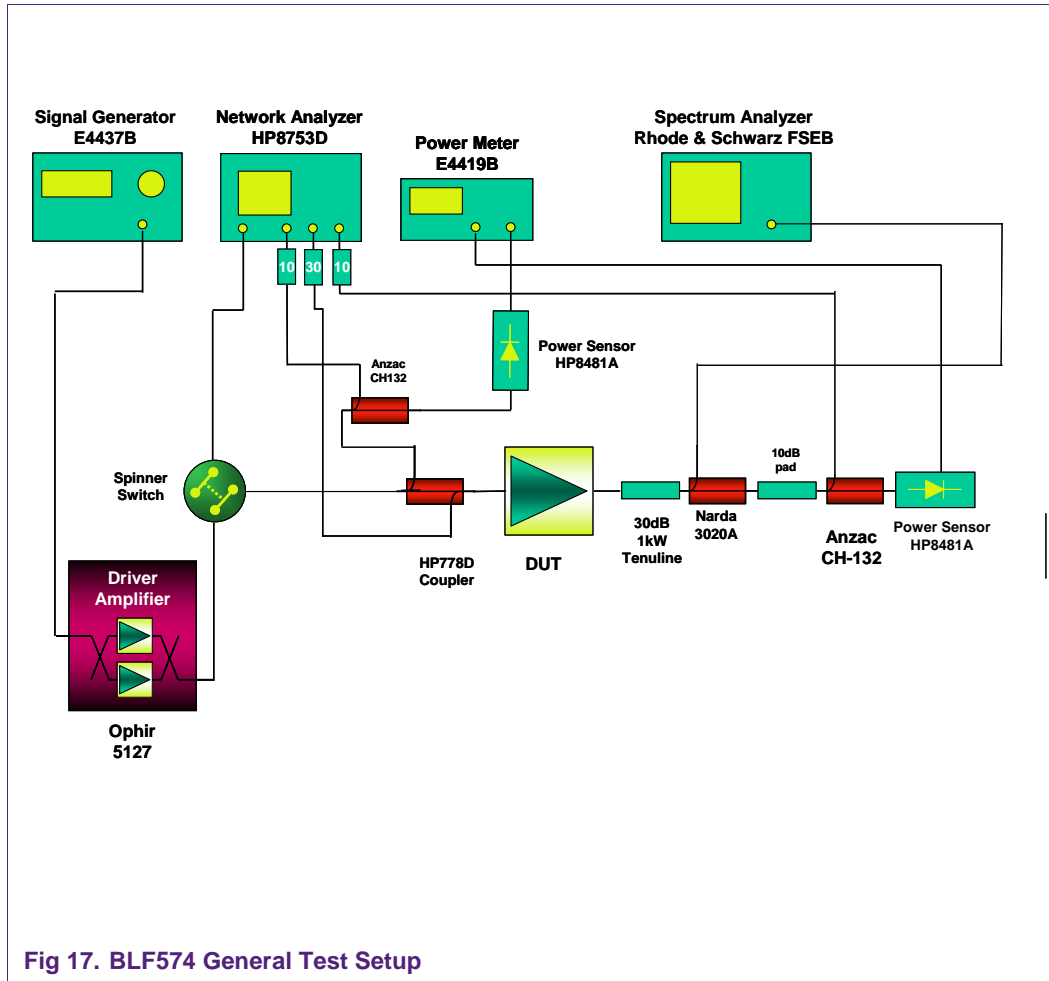 Signal Generator
E4437B
Network Analyzer
HP8753D
Power Meter
E4419B
Spectrum Analyzer
Rhode & Schwarz FSEB
10
30
10
Anzac
CH132
Power Sensor
HP8481A
Spinner
Switch
HP778D
Coupler
DUT
30dB
1kW
Tenuline
Narda
3020A
10dB
pad
Anzac
CH-132
Power Sensor
HP8481A
Driver
Amplifier
Ophir
5127
Fig 17. BLF574 General Test Setup